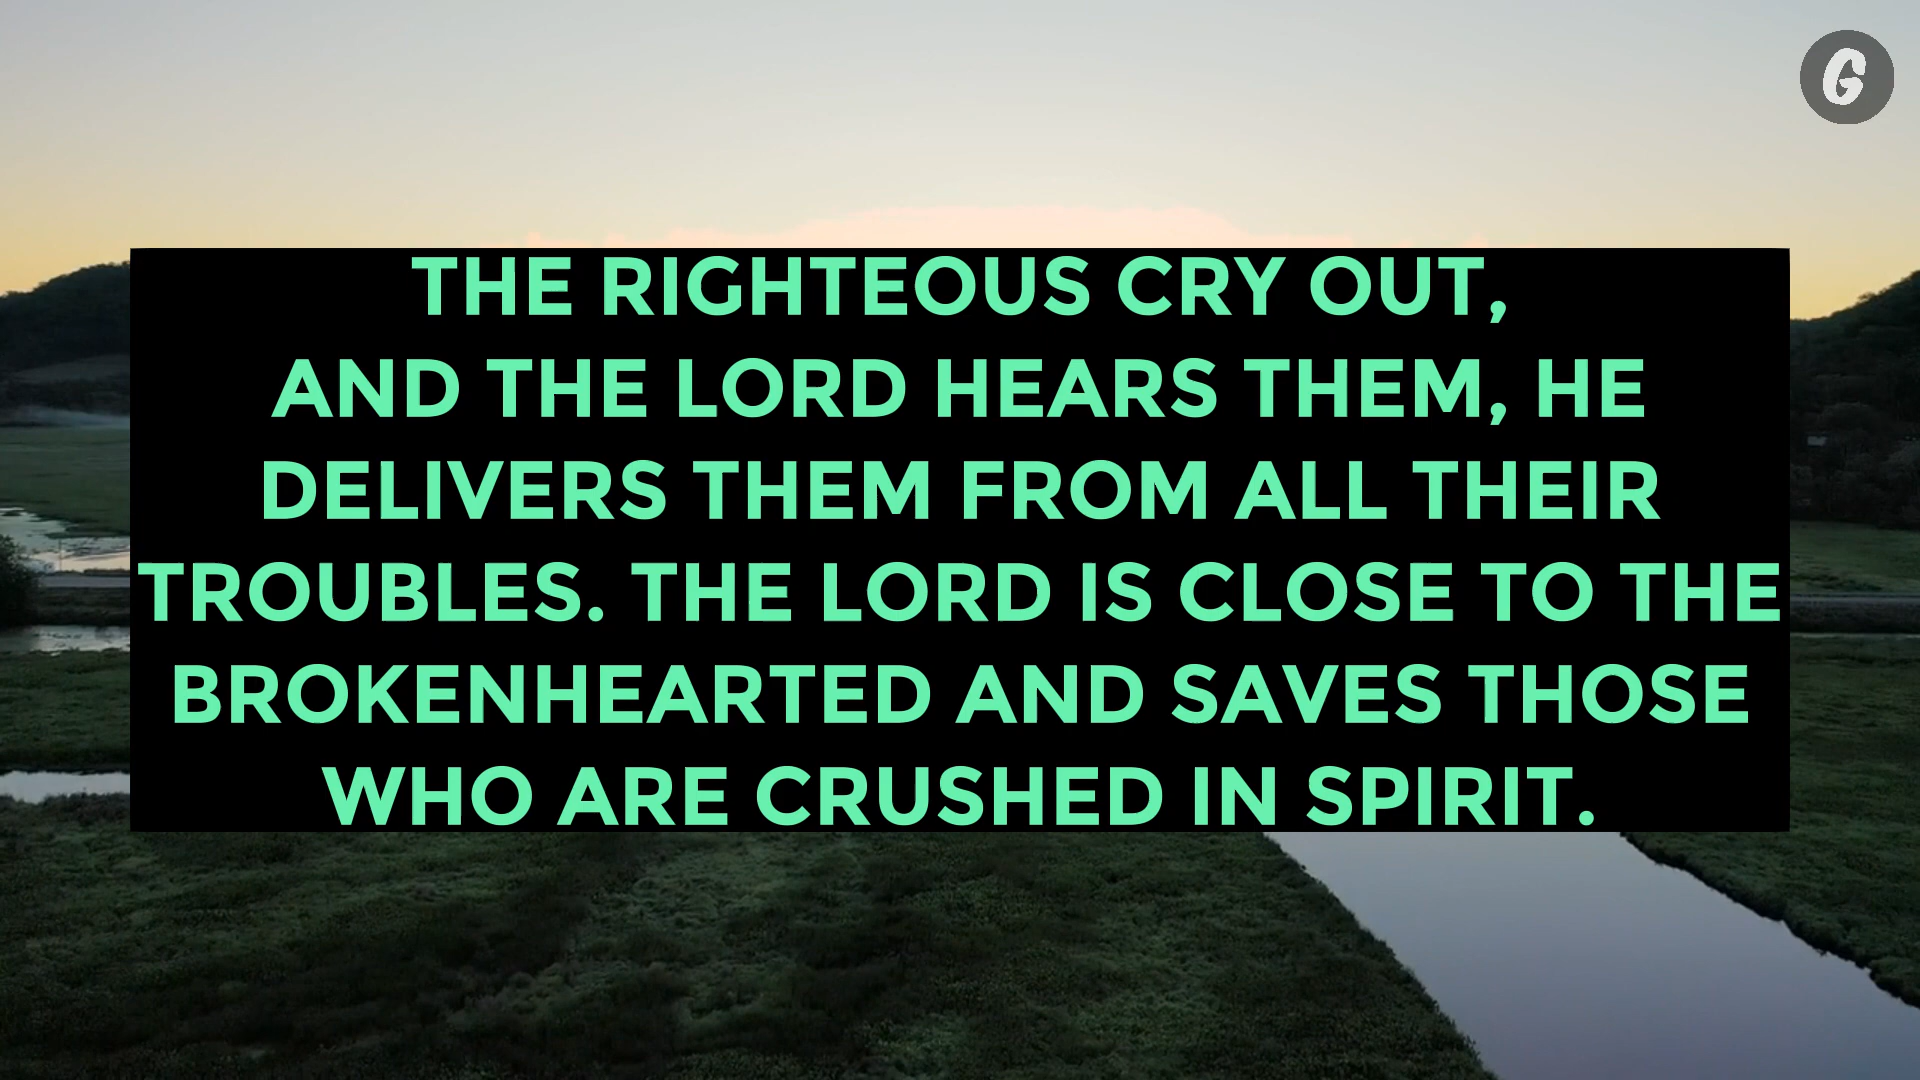 G
THE RIGHTEOUS CRY OUT,
AND THE LORD HEARS THEM, HE
DELIVERS THEM FROM ALL THEIR
TROUBLES. THE LORD IS CLOSE TO THE
BROKENHEARTED AND SAVES THOSE
WHO ARE CRUSHED IN SPIRIT.